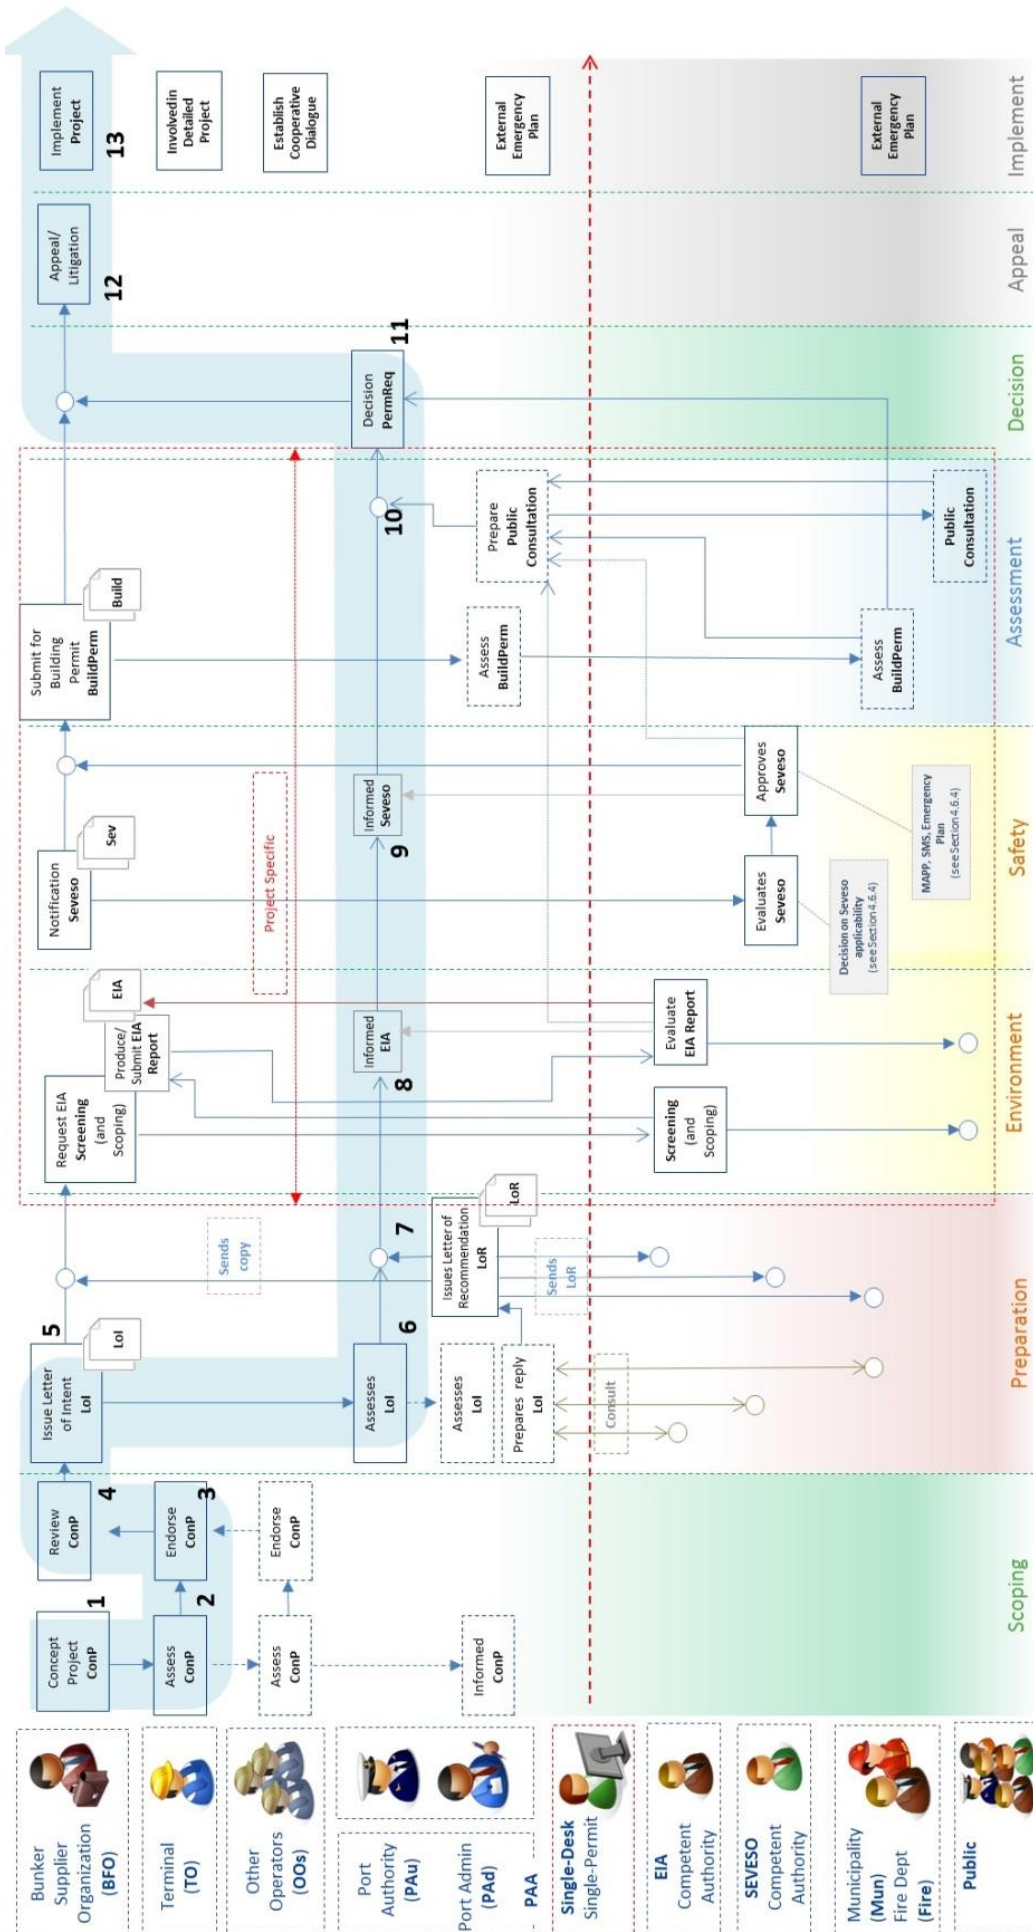 Bunker
Supplier
Organization
(BFO)
Terminal
(TO)
Other
Operators
(OOs)
Port
Authority
(PAu)
Port Admin
(PAd)
PAA
Single-Desk
Single-Permit
EIA
Competent
Authority
SEVESO
Competent
Authority
Municipality
(Mun)
Fire Dept
(Fire)
Public
Concept
Project
ConP
1
Assess
ConP
2
Assess
ConP
Informed
ConP
Review
ConP
4
Endorse
ConP
3
Endorse
ConP
Scoping
Issue Letter
of Intent
LoI
LoI
5
Assesses
LoI
6
Assesses
LoI
Prepares reply
LoI
Consult
Sends
copy
7
Issues Letter of
Recommendation
LoR
LoR
Sends
LoR
Preparation
Request EIA
Screening
(and
Scoping)
Produce/
Submit EIA
Report
EIA
Project Specific
Informed
EIA
8
Screening
(and
Scoping)
Evaluate
EIA Report
Environment
Notification
Seveso
Sev
Informed
Seveso
9
Evaluates
Seveso
Approves
Seveso
Decision on Seveso
applicability
(see Section 4.6.4)
MAPP, SMS, Emergency
Plan
(see Section 4.6.4)
Safety
Submit for
Building
Permit
BuildPerm
Build
10
Assess
BuildPerm
Prepare
Public
Consultation
Assess
BuildPerm
Public
Consultation
Assessment
Decision
PermReq
11
Decision
Appeal/
Litigation
12
Appeal
Implement
Project
13
Involvedin
Detailed
Project
Establish
Cooperative
Dialogue
External
Emergency
Plan
External
Emergency
Plan
Implement